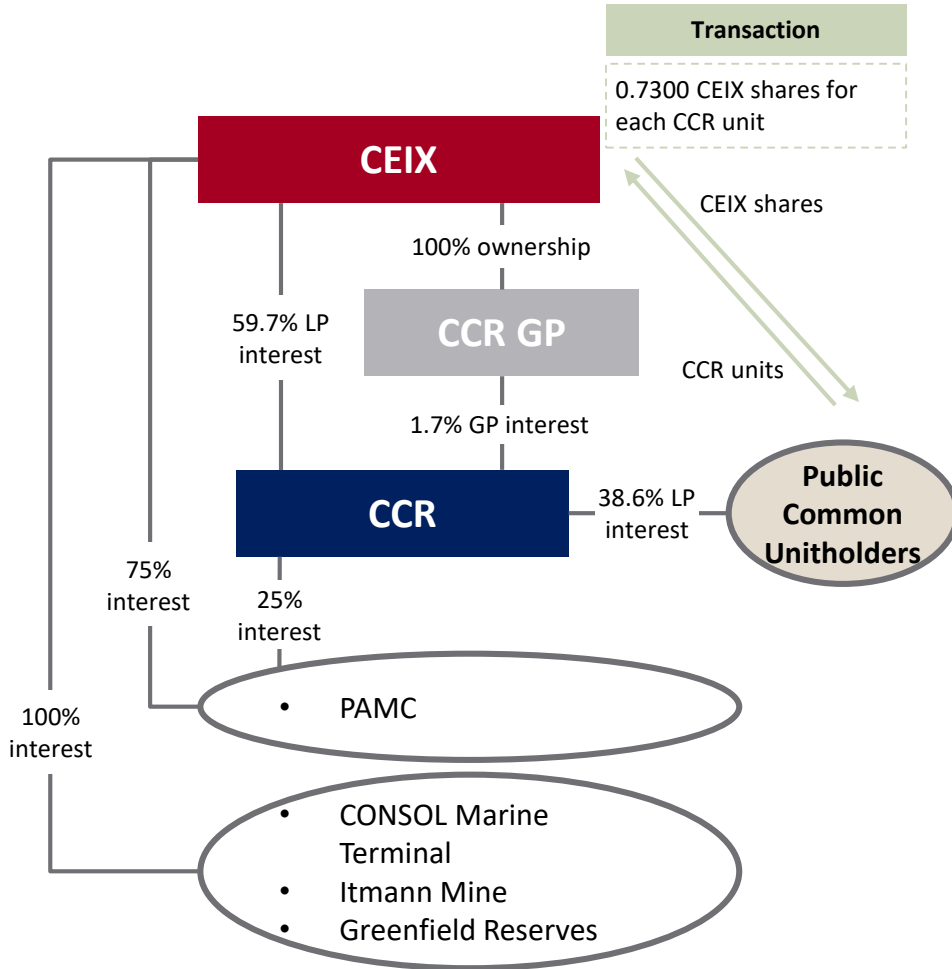 Transaction
0.7300 CEIX shares for
each CCR unit
CEIX
CEIX shares
100% ownership
59.7% LP
interest
CCR GP
CCR units
1.7% GP interest
CCR
38.6% LP
interest
Public
Common
Unitholders
75%
interest
25%
interest
• PAMC
100%
interest
• CONSOL Marine
Terminal
• Itmann Mine
• Greenfield Reserves